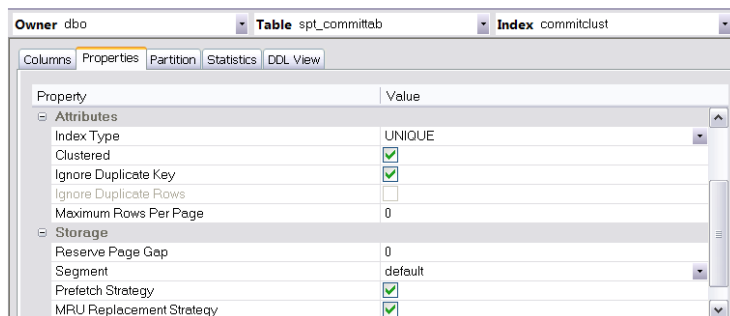 Owner dbo Table spt_committab Index commitclust
Columns Properties Partition Statistics DDL View
Property Value
Attributes
Index Type UNIQUE
Clustered
Ignore Duplicate Key
Ignore Duplicate Rows
Maximum Rows Per Page 0
Storage
Reserve Page Gap 0
Segment default
Prefetch Strategy
MRU Replacement Strategy